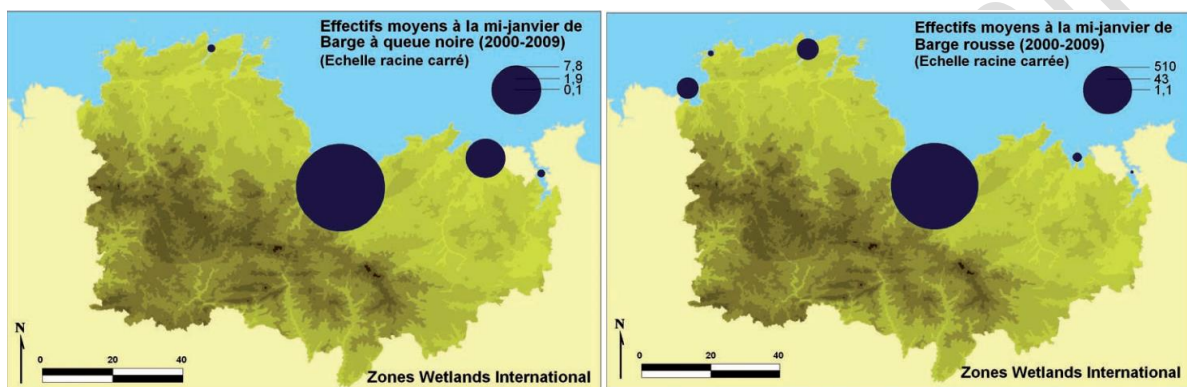 Effectifs moyens à la mi-janvier de
Barge à queue noire (2000-2009)
(Echelle racine carré)
7,8
1,9
0,1
N
0 20 40
Zones Wetlands International
Effectifs moyens à la mi-janvier de
Barge rousse (2000-2009)
(Echelle racine carrée)
510
43
1,1
N
0 20 40
Zones Wetlands International